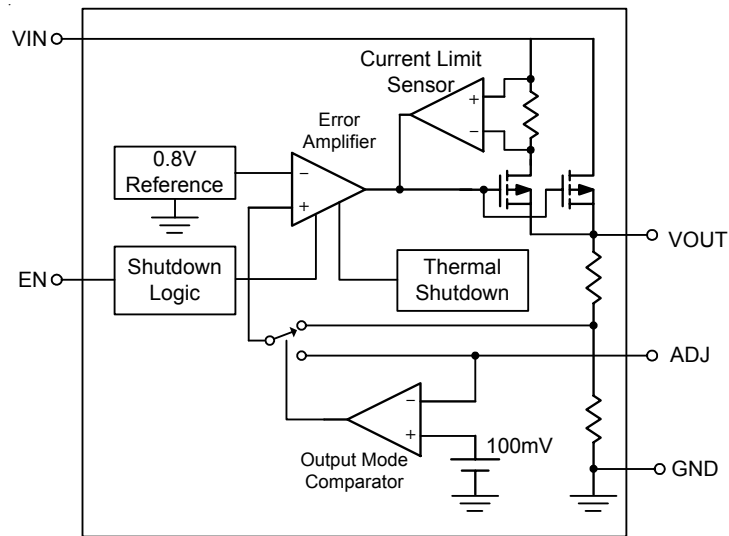 VIN
Current Limit
Sensor
+
−
Error
Amplifier
0.8V
Reference
−
+
VOUT
EN
Shutdown
Logic
Thermal
Shutdown
ADJ
−
+
100mV
Output Mode
Comparator
GND